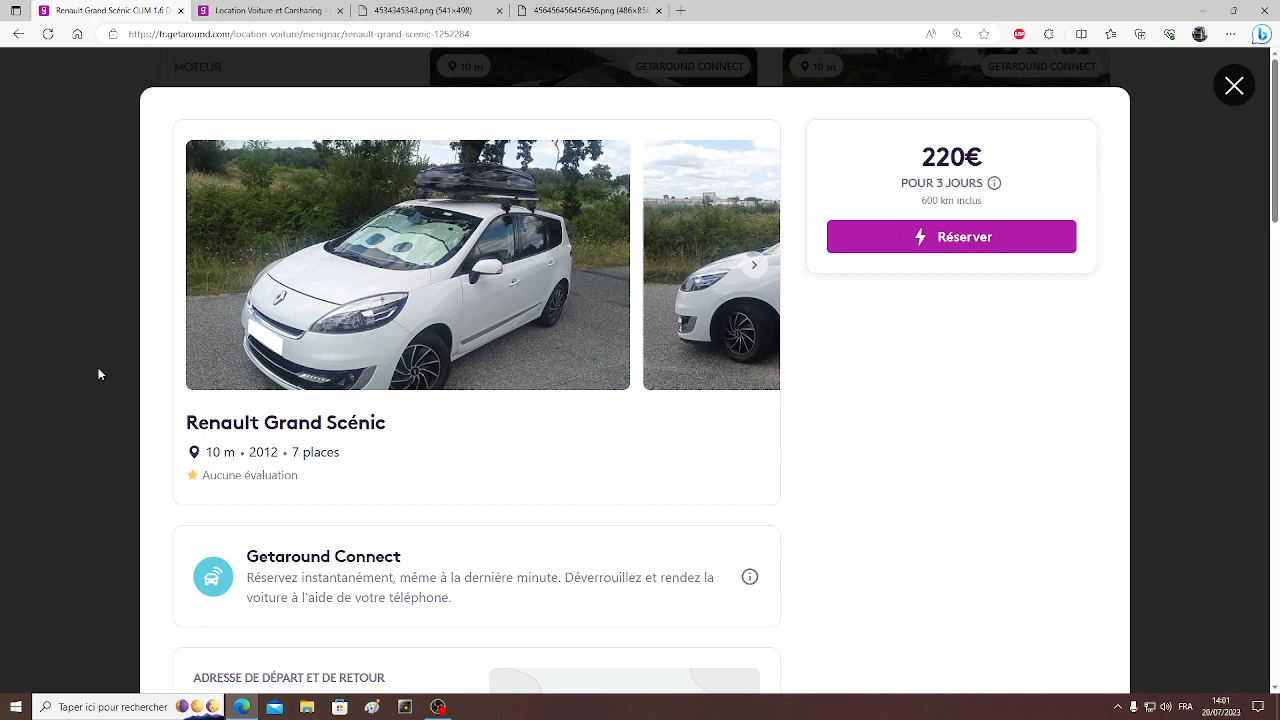 Renault Grand Scénic CLIM 1.6 D
Location Voiture et Carsharing -
4534345343.png (541×498)
456456456456456.png (486×85
https://fr.getaround.com/location-voiture/merignac/renault-grand-scenic-1252284
MOTEUR
10 m
GETAROUND CONNECT
10 m
GETAROUND CONNECT
220€
POUR 3 JOURS
600 km inclus
Réserver
Renault Grand Scénic
10 m • 2012 • 7 places
Aucune évaluation
Getaround Connect
Réservez instantanément, même à la dernière minute. Déverrouillez et rendez la
voiture à l'aide de votre téléphone.
ADRESSE DE DÉPART ET DE RETOUR
Taper ici pour rechercher
FRA
14:01
20/07/2023